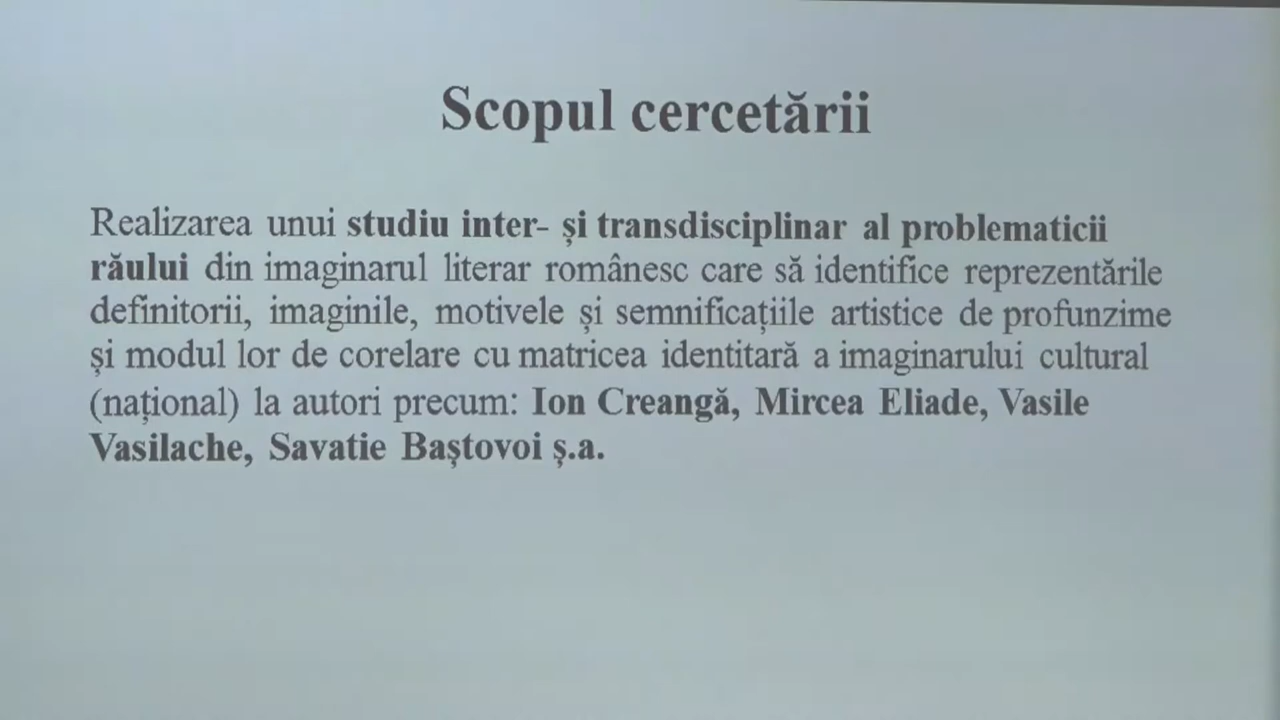 Scopul cercetării
Realizarea unui studiu inter- și transdisciplinar al problematicii
răului din imaginarul literar românesc care să identifice reprezentările
definitorii, imaginile, motivele și semnificațiile artistice de profunzime
și modul lor de corelare cu matricea identitară a imaginarului cultural
(național) la autori precum: Ion Creangă, Mircea Eliade, Vasile
Vasilache, Savatie Baștovoi ș.a.